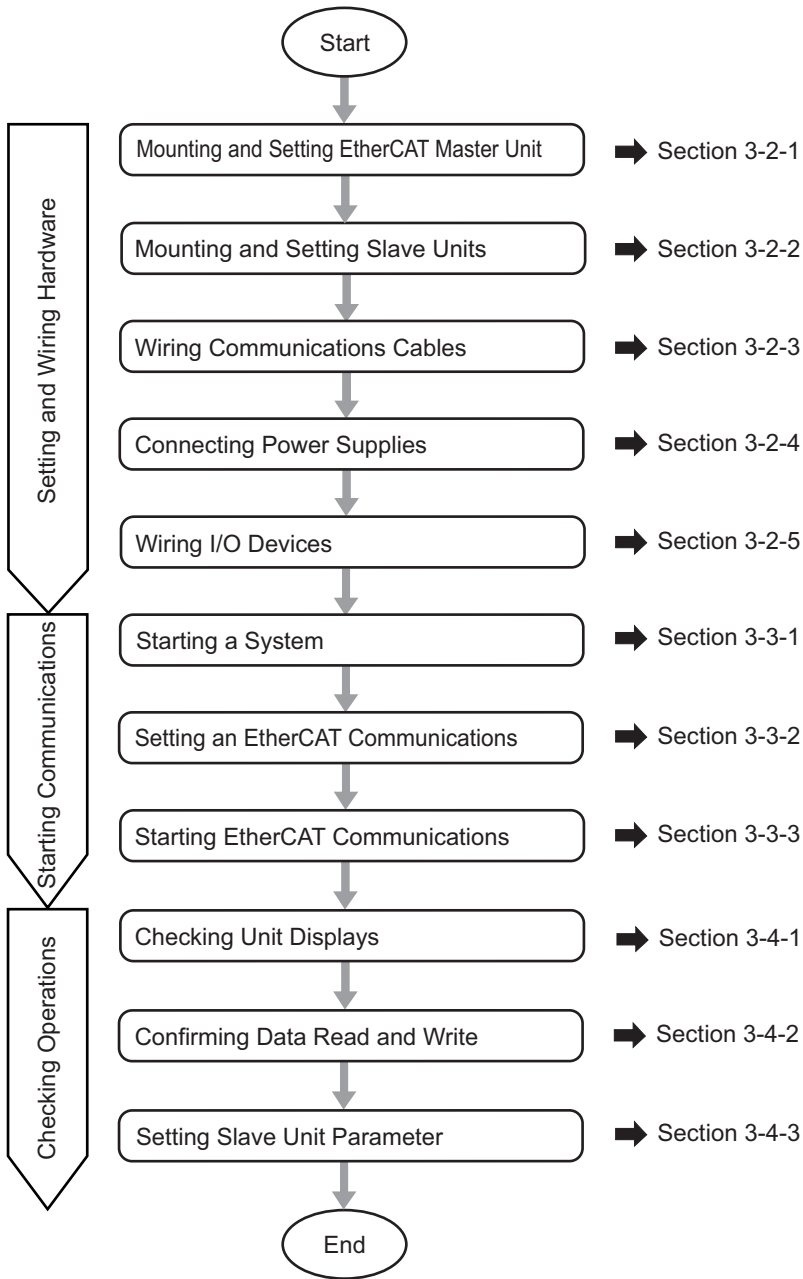 Start
Setting and Wiring Hardware
Mounting and Setting EtherCAT Master Unit
Section 3-2-1
Mounting and Setting Slave Units
Section 3-2-2
Wiring Communications Cables
Section 3-2-3
Connecting Power Supplies
Section 3-2-4
Wiring I/O Devices
Section 3-2-5
Starting Communications
Starting a System
Section 3-3-1
Setting an EtherCAT Communications
Section 3-3-2
Starting EtherCAT Communications
Section 3-3-3
Checking Operations
Checking Unit Displays
Section 3-4-1
Confirming Data Read and Write
Section 3-4-2
Setting Slave Unit Parameter
Section 3-4-3
End